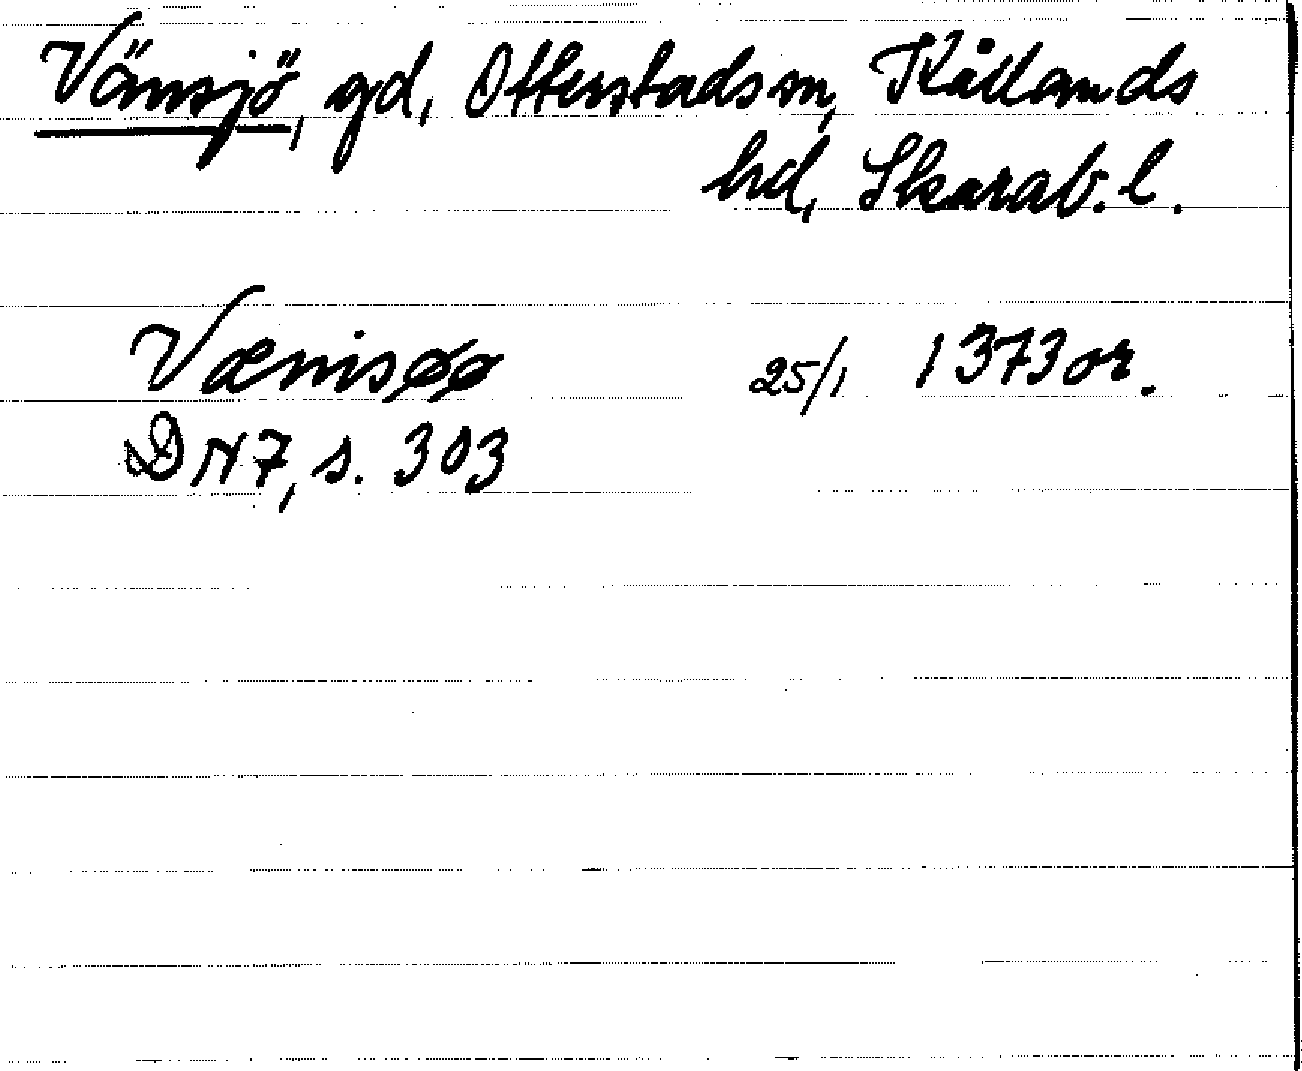 Vänsjö, gd, Otterstads sn, Kållands
hd, Skarab. l.
Vænisøø 25/1 1373 or.
DN 7, s. 303